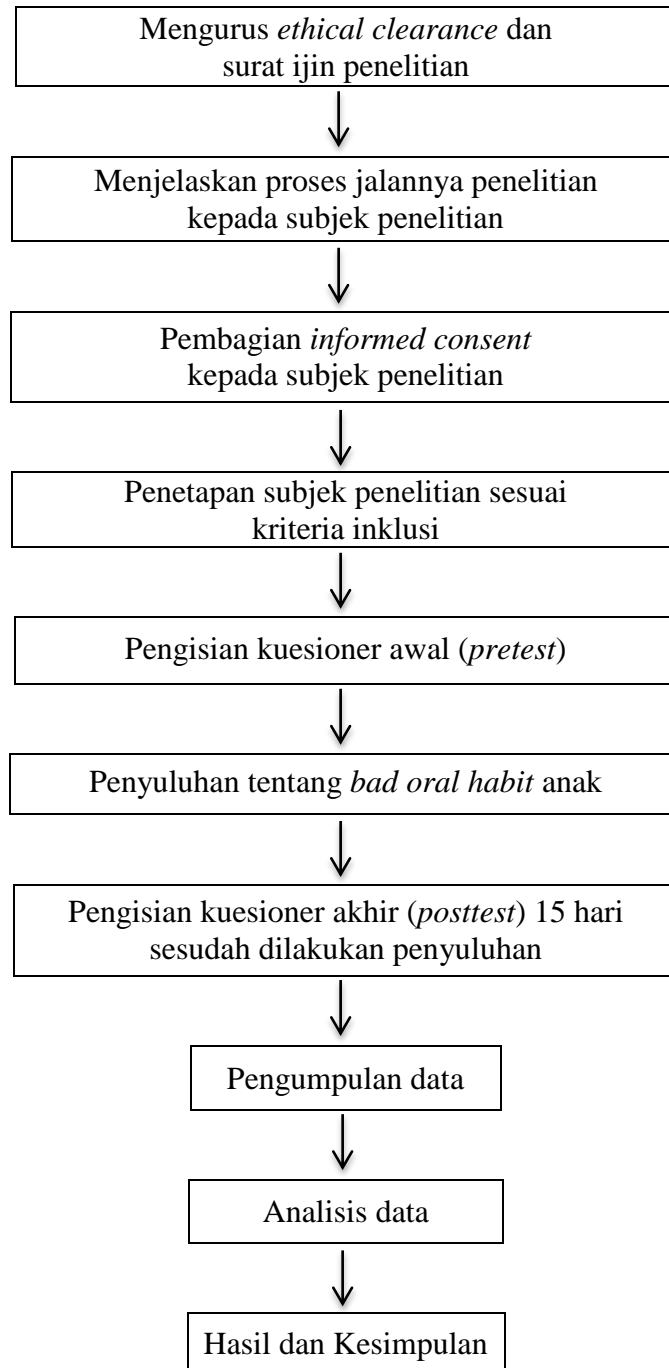 Mengurus ethical clearance dan
surat ijin penelitian
Menjelaskan proses jalannya penelitian
kepada subjek penelitian
Pembagian informed consent
kepada subjek penelitian
Penetapan subjek penelitian sesuai
kriteria inklusi
Pengisian kuesioner awal (pretest)
Penyuluhan tentang bad oral habit anak
Pengisian kuesioner akhir (posttest) 15 hari
sesudah dilakukan penyuluhan
Pengumpulan data
Analisis data
Hasil dan Kesimpulan